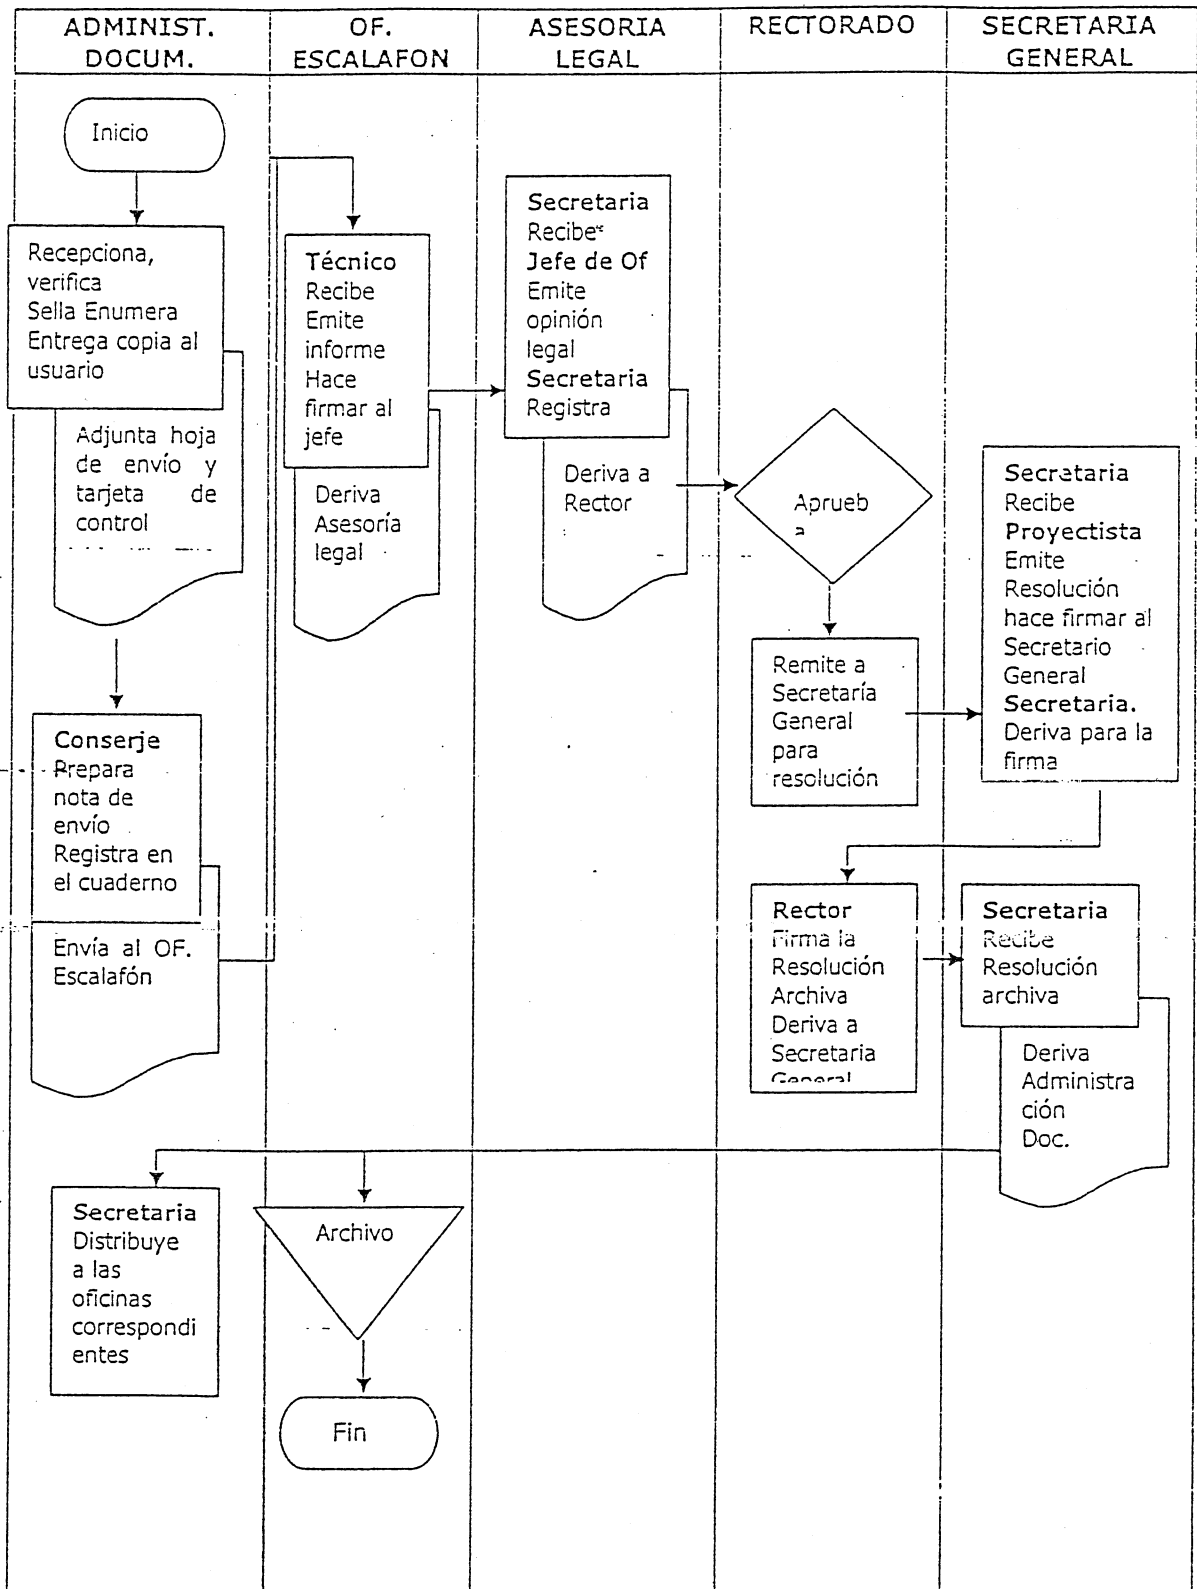 ADMINIST.
DOCUM.
OF.
ESCALAFON
ASESORIA
LEGAL
RECTORADO
SECRETARIA
GENERAL
Inicio
Recepciona,
verifica
Sella Enumera
Entrega copia al
usuario
Adjunta hoja
de envío y
tarjeta de
control
Conserje
Prepara
nota de
envío
Registra en
el cuaderno
Envía al OF.
Escalafón
Técnico
Recibe
Emite
informe
Hace
firmar al
jefe
Deriva
Asesoría
legal
Secretaria
Recibe
Jefe de Of
Emite
opinión
legal
Secretaria
Registra
Deriva a
Rector
Aprueb
a
Remite a
Secretaría
General
para
resolución
Secretaria
Recibe
Proyectista
Emite
Resolución
hace firmar al
Secretario
General
Secretaria.
Deriva para la
firma
Rector
Firma la
Resolución
Archiva
Deriva a
Secretaria
General
Secretaria
Recibe
Resolución
archiva
Deriva
Administra
ción
Doc.
Secretaria
Distribuye
a las
oficinas
correspondi
entes
Archivo
Fin